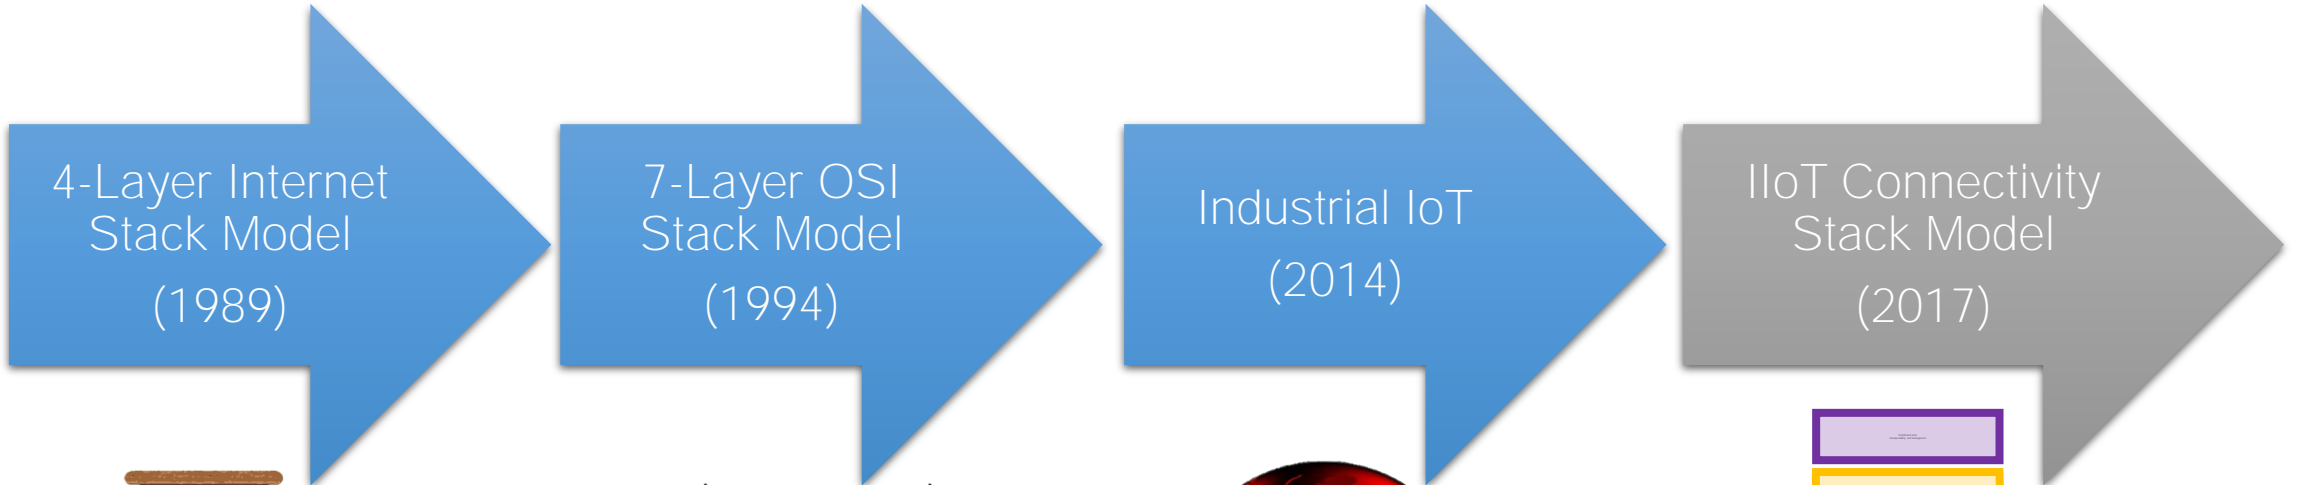 4-Layer Internet
Stack Model
(1989)
7-Layer OSI
Stack Model
(1994)
Industrial IoT
(2014)
IIoT Connectivity
Stack Model
(2017)